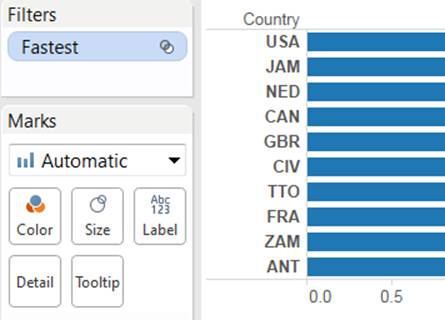 Filters
Fastest
Marks
Automatic
Color
Size
Abc
123
Label
Detail
Tooltip
Country
USA
JAM
NED
CAN
GBR
CIV
TTO
FRA
ZAM
ANT
0.0 0.5